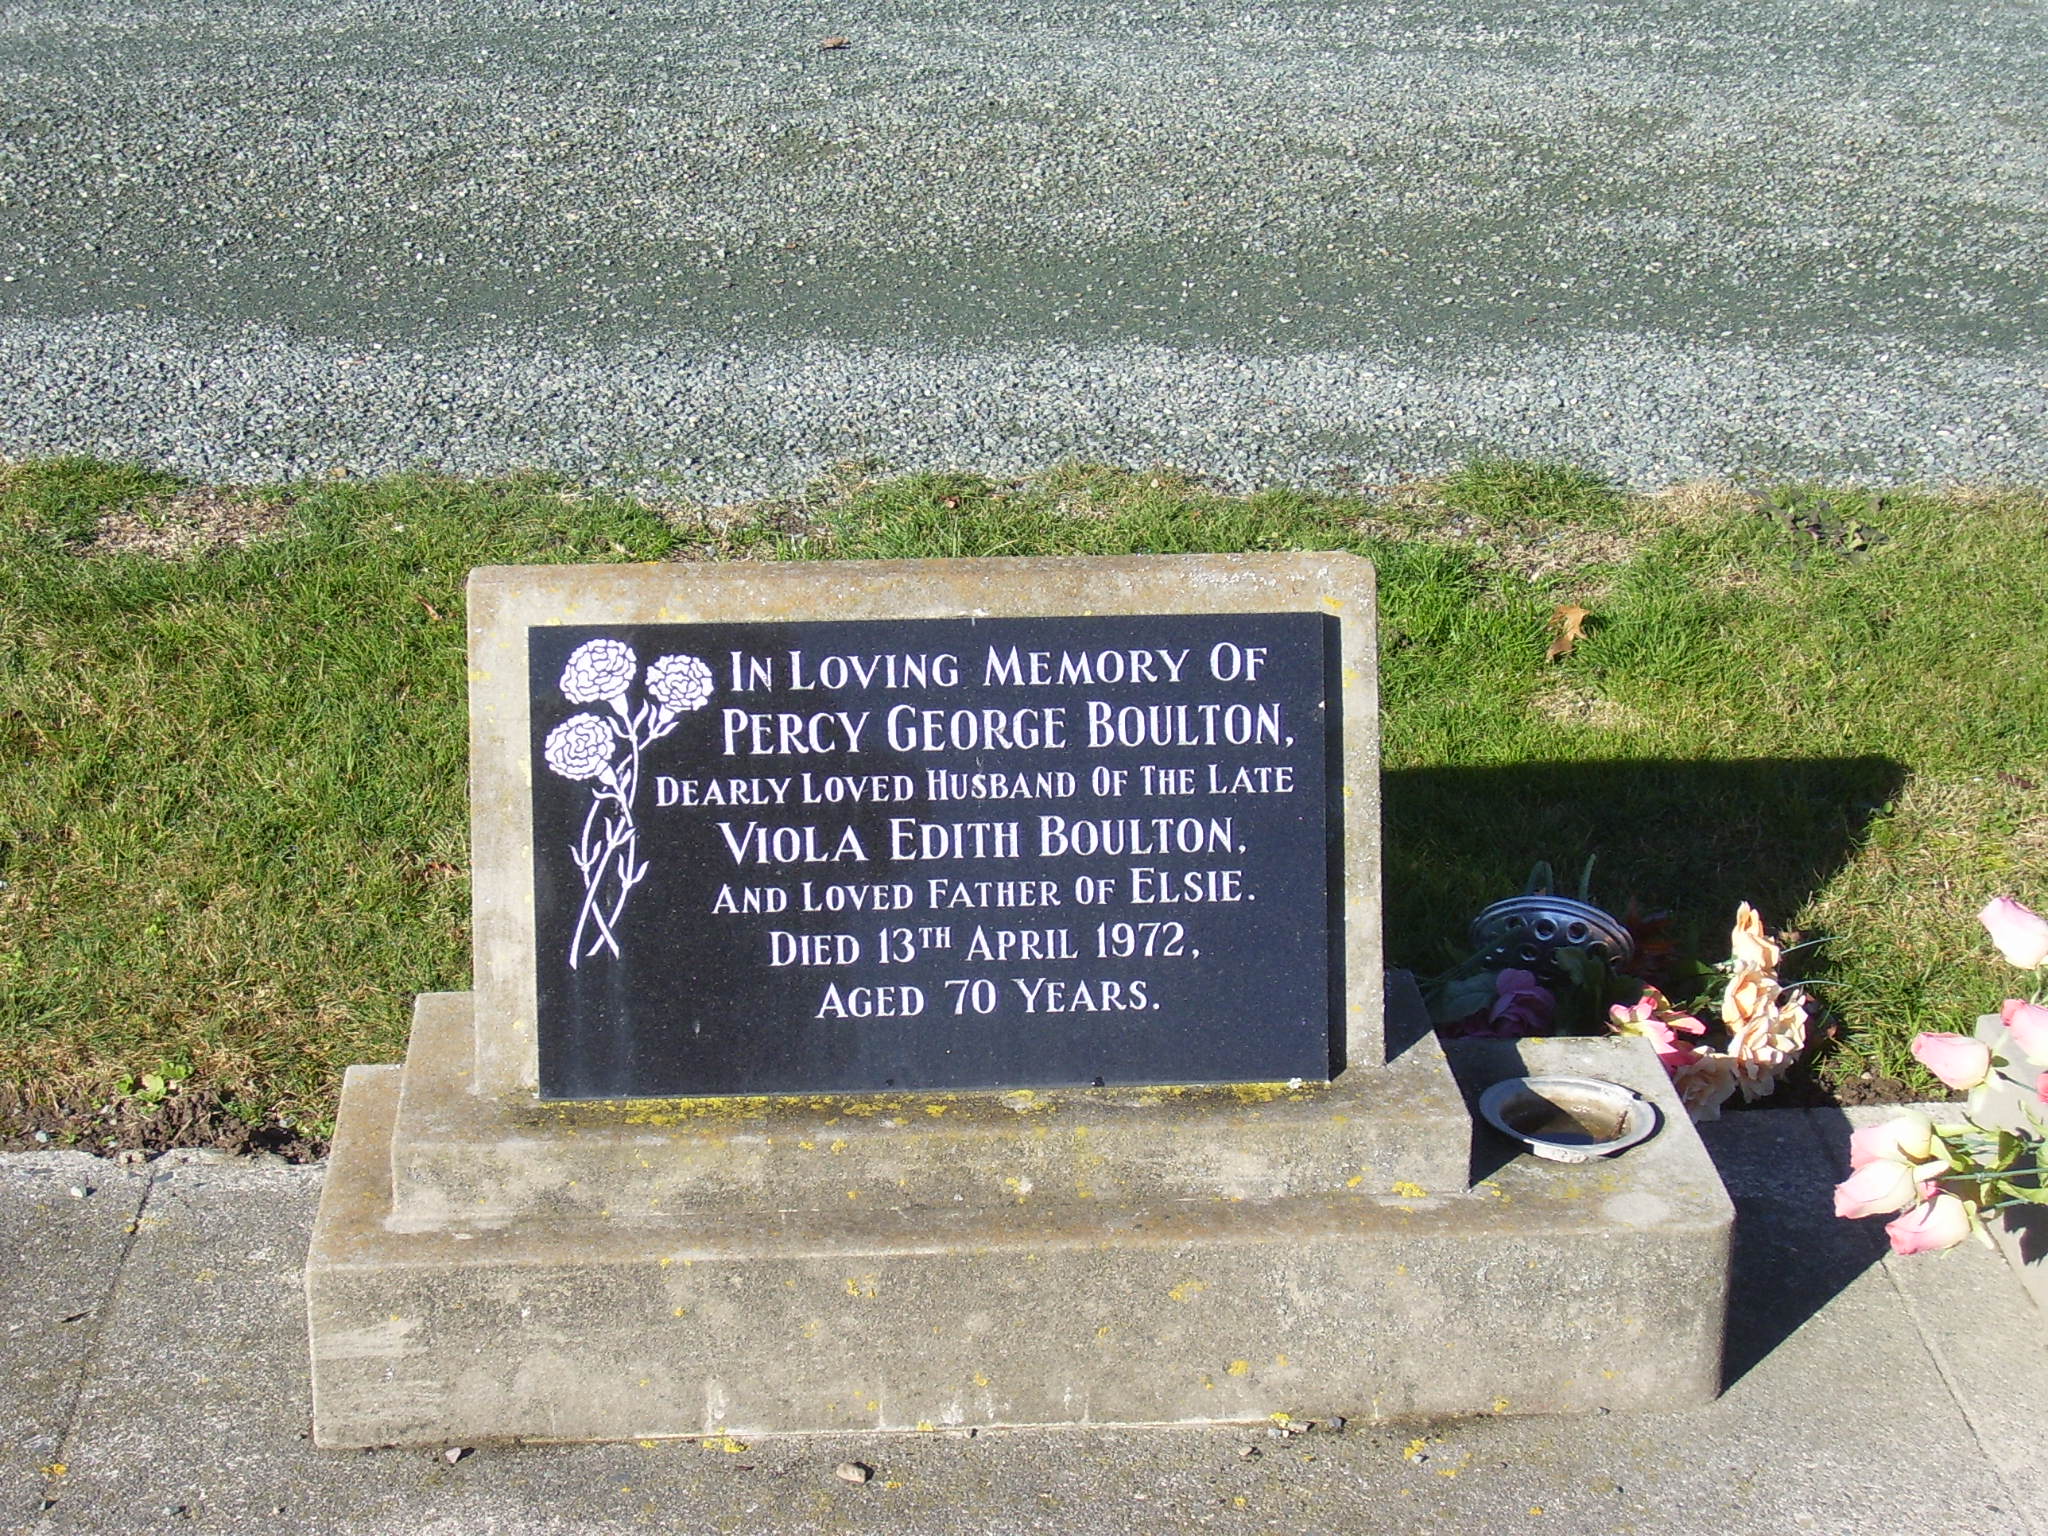 In Loving Memory Of
Percy George Boulton,
Dearly Loved Husband Of The Late
Viola Edith Boulton,
And Loved Father Of Elsie.
Died 13th April 1972,
Aged 70 Years.